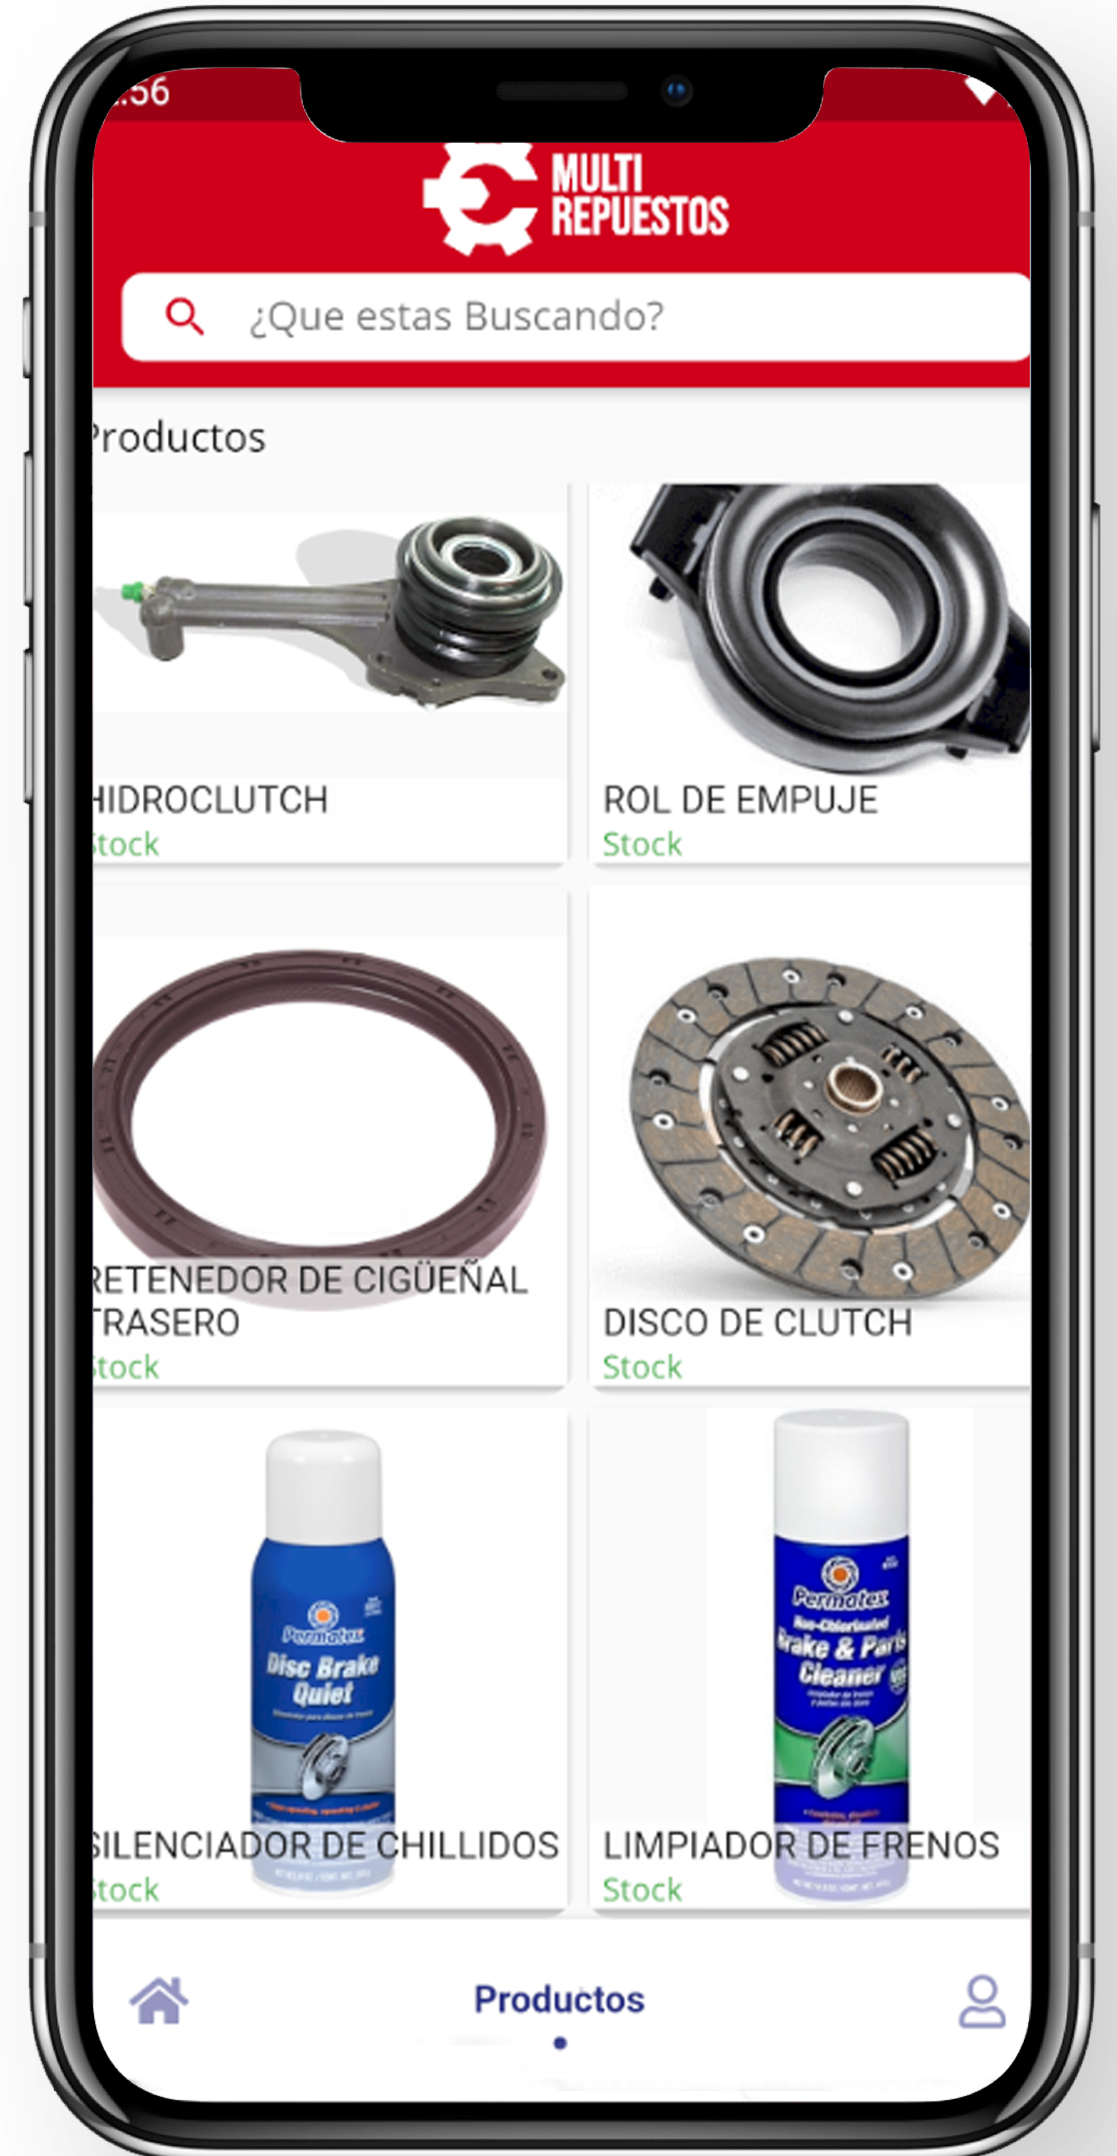 :56
MULTI
REPUESTOS
¿Que estas Buscando?
Productos
HIDROCLUTCH
Stock
ROL DE EMPUJE
Stock
RETENEDOR DE CIGÜEÑAL
TRASERO
Stock
DISCO DE CLUTCH
Stock
Permatex
Disc Brake
Quiet
SILENCIADOR DE CHILLIDOS
Stock
Permatex
Non-Chlorinated
Brake & Parts
Cleaner
LIMPIADOR DE FRENOS
Stock
Productos